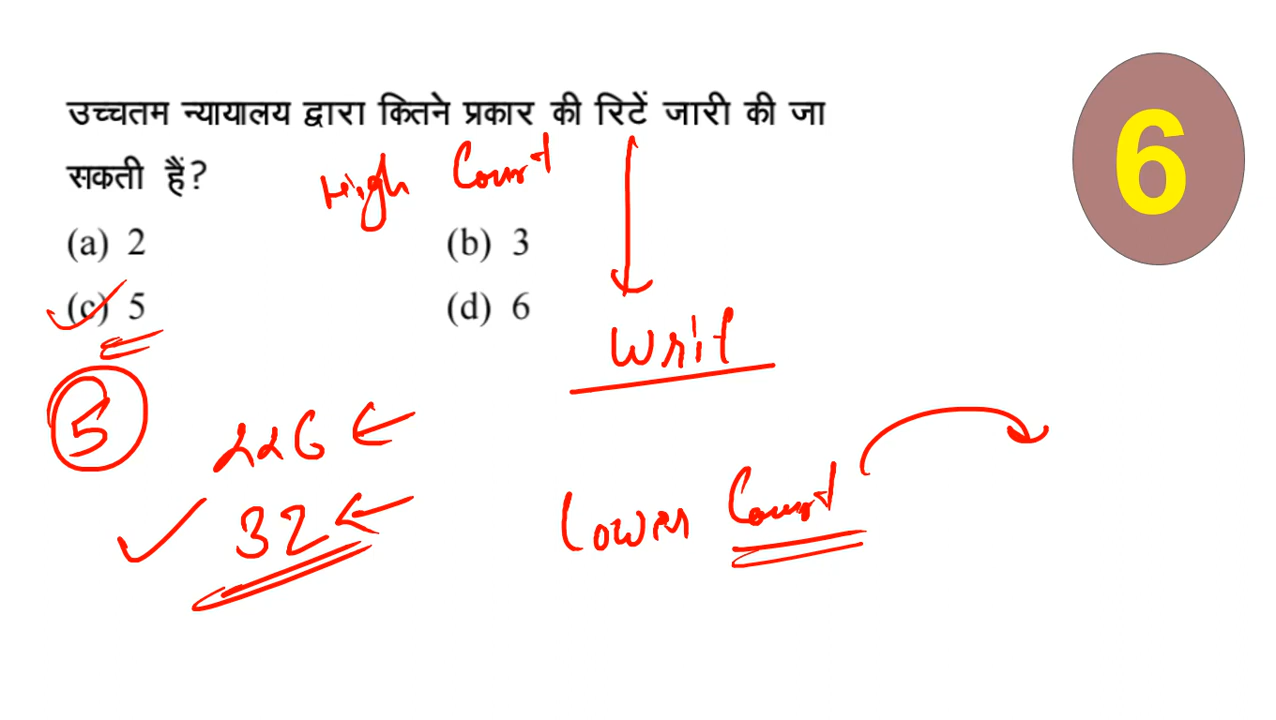 उच्चतम न्यायालय द्वारा कितने प्रकार की रिटें जारी की जा
सकती हैं?
High Court
(a) 2
(b) 3
(c) 5
(d) 6
6
Writ
5
226
32
Lower Court